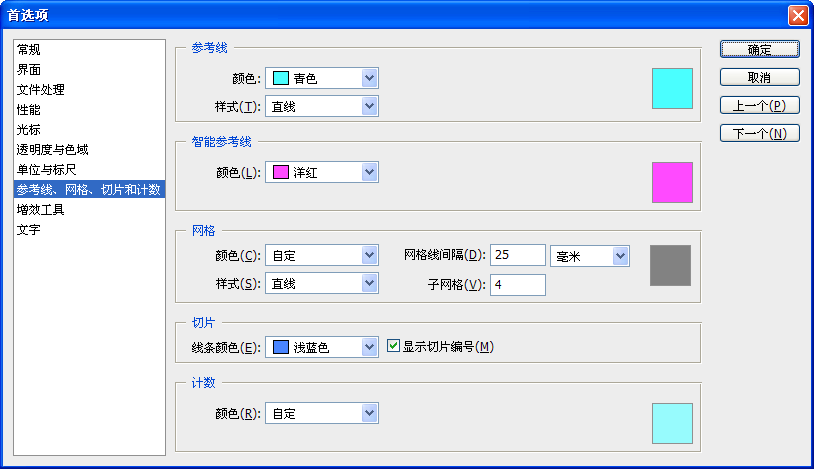 首选项
常规
界面
文件处理
性能
光标
透明度与色域
单位与标尺
参考线、网格、切片和计数
增效工具
文字
参考线
颜色: 青色
样式(T): 直线
智能参考线
颜色(L): 洋红
网格
颜色(C): 自定 网格线间隔(D): 25 毫米
样式(S): 直线 子网格(V): 4
切片
线条颜色(E): 浅蓝色 显示切片编号(M)
计数
颜色(R): 自定
确定
取消
上一个(P)
下一个(N)